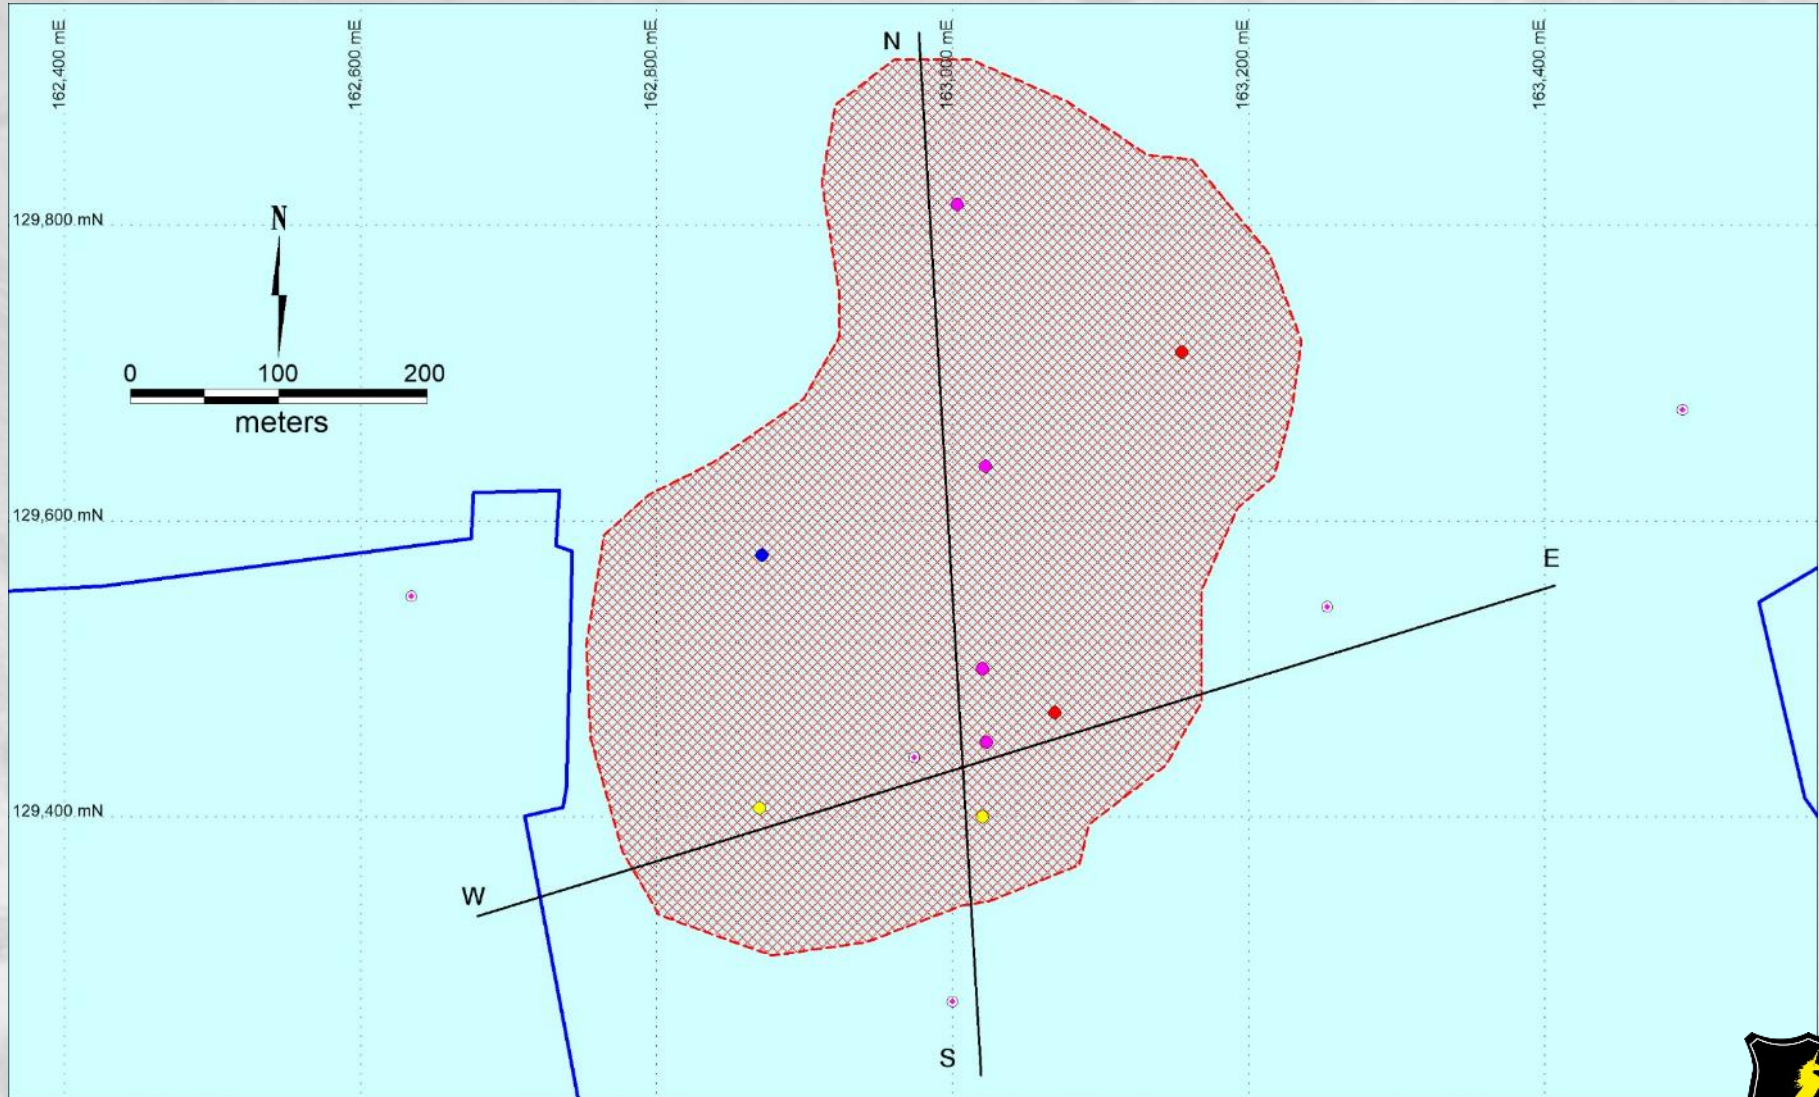 162,400 mE
162,600 mE
162,800 mE
163,000 mE
163,200 mE
163,400 mE
N
129,800 mN
N
0 100 200
meters
129,600 mN
E
129,400 mN
W
S